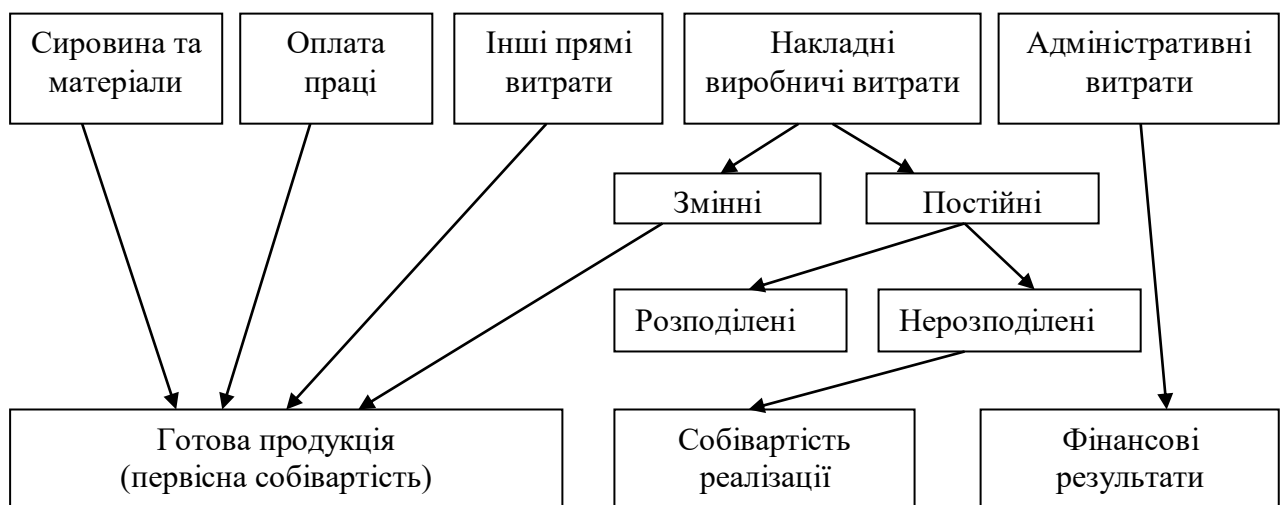 Сировина та
матеріали
Оплата
праці
Інші прямі
витрати
Накладні
виробничі витрати
Адміністративні
витрати
Змінні
Постійні
Розподілені
Нерозподілені
Готова продукція
(первісна собівартість)
Собівартість
реалізації
Фінансові
результати